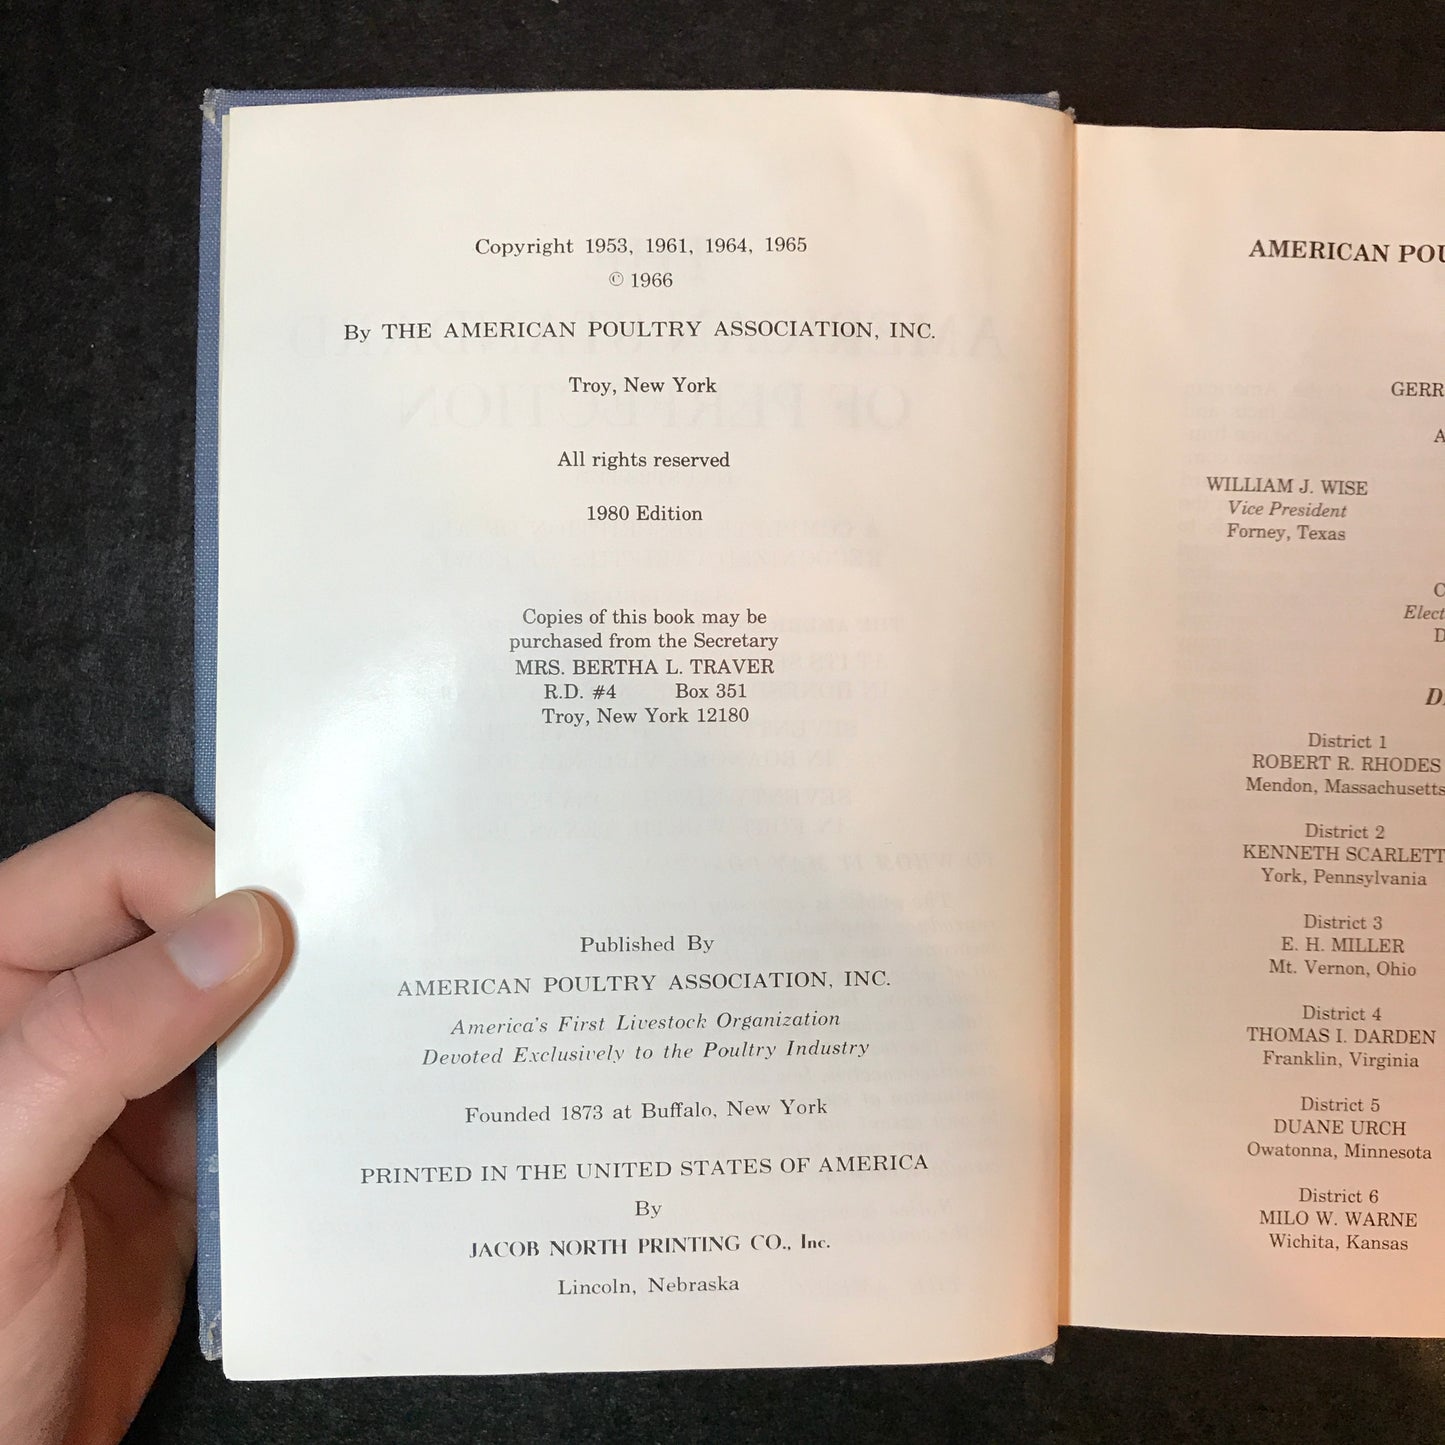 Copyright 1953, 1961, 1964, 1965
© 1966
By THE AMERICAN POULTRY ASSOCIATION, INC.
Troy, New York
All rights reserved
1980 Edition
Copies of this book may be
purchased from the Secretary
MRS. BERTHA L. TRAVER
R.D. #4 Box 351
Troy, New York 12180
Published By
AMERICAN POULTRY ASSOCIATION, INC.
America's First Livestock Organization
Devoted Exclusively to the Poultry Industry
Founded 1873 at Buffalo, New York
PRINTED IN THE UNITED STATES OF AMERICA
By
JACOB NORTH PRINTING CO., Inc.
Lincoln, Nebraska
AMERICAN POU
GERR
A
WILLIAM J. WISE
Vice President
Forney, Texas
C
Elect
D
District 1
ROBERT R. RHODES
Mendon, Massachusetts
District 2
KENNETH SCARLETT
York, Pennsylvania
District 3
E. H. MILLER
Mt. Vernon, Ohio
District 4
THOMAS I. DARDEN
Franklin, Virginia
District 5
DUANE URCH
Owatonna, Minnesota
District 6
MILO W. WARNE
Wichita, Kansas